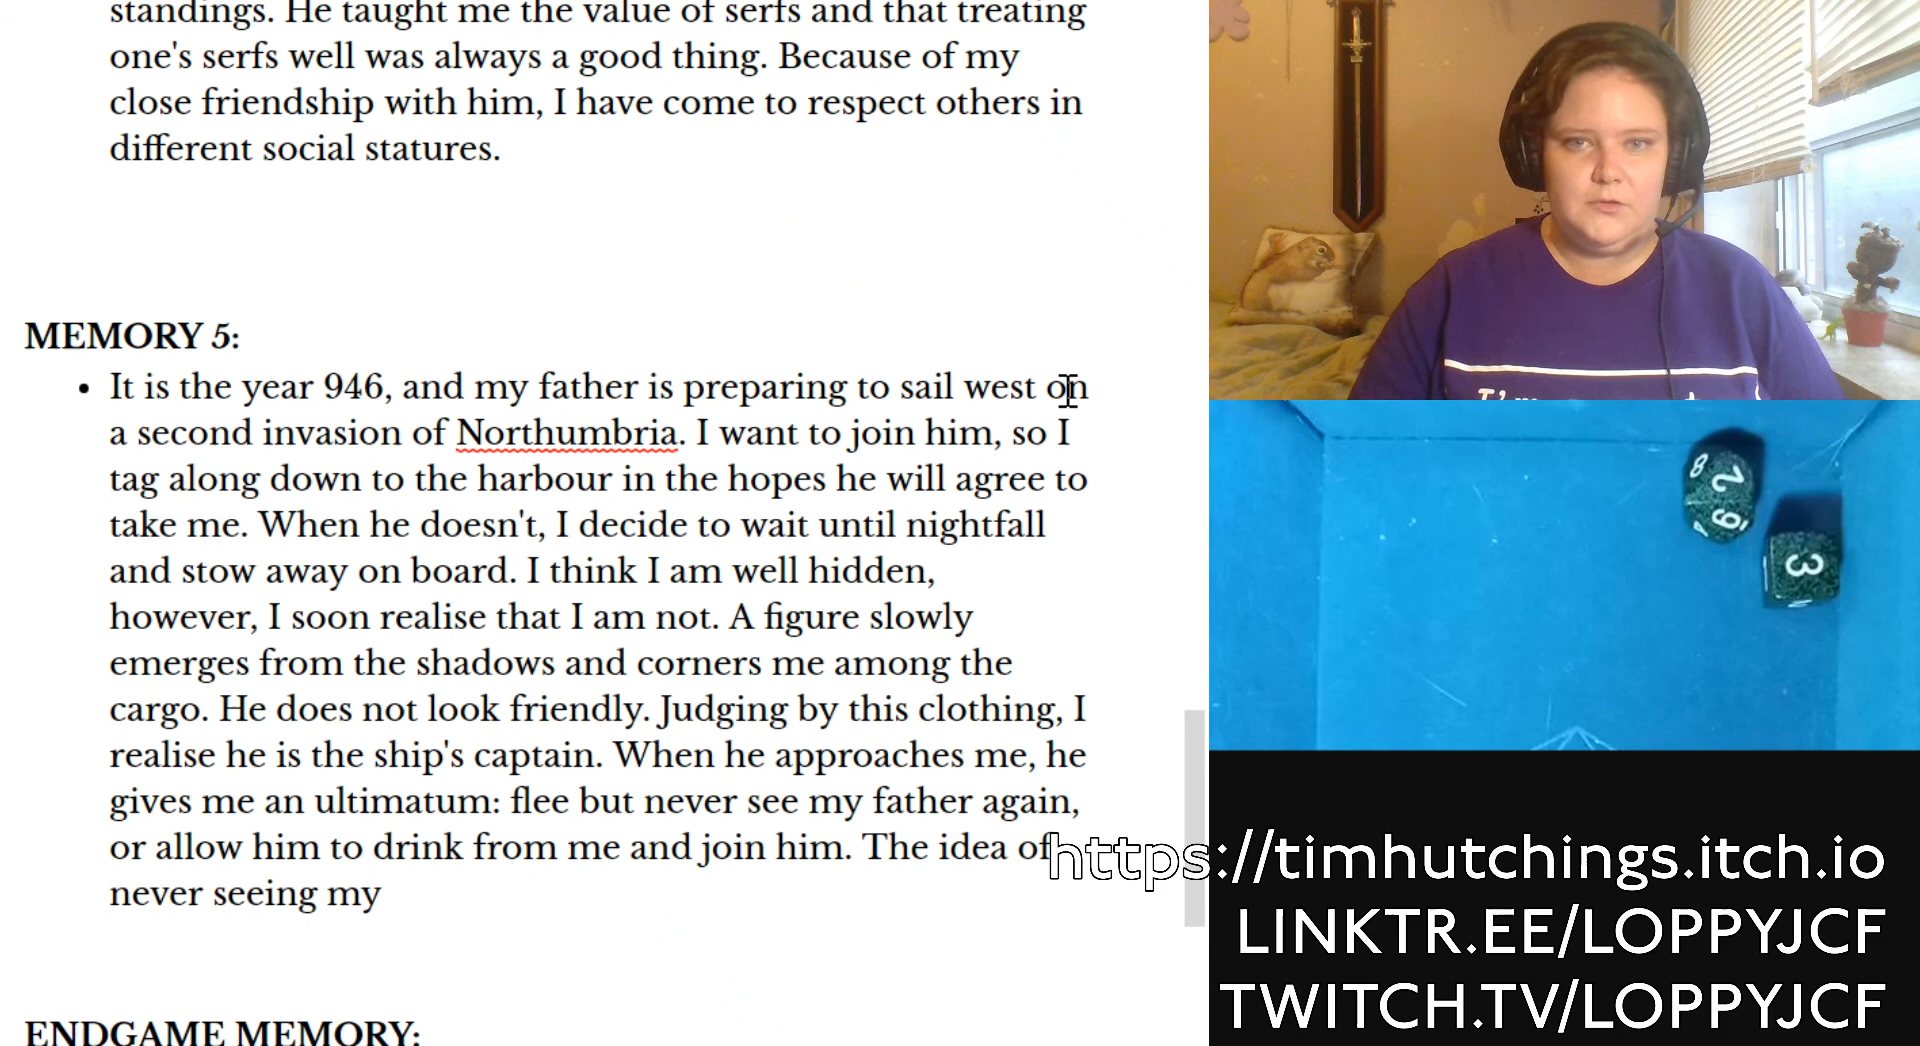 standings. He taught me the value of serfs and that treating
one's serfs well was always a good thing. Because of my
close friendship with him, I have come to respect others in
different social statures.
MEMORY 5:
• It is the year 946, and my father is preparing to sail west on
a second invasion of Northumbria. I want to join him, so I
tag along down to the harbour in the hopes he will agree to
take me. When he doesn't, I decide to wait until nightfall
and stow away on board. I think I am well hidden,
however, I soon realise that I am not. A figure slowly
emerges from the shadows and corners me among the
cargo. He does not look friendly. Judging by this clothing, I
realise he is the ship's captain. When he approaches me, he
gives me an ultimatum: flee but never see my father again,
or allow him to drink from me and join him. The idea of
never seeing my
ENDGAME MEMORY:
8
2
9
3
https://timhutchings.itch.io
LINKTR.EE/LOPPYJCF
TWITCH.TV/LOPPYJCF